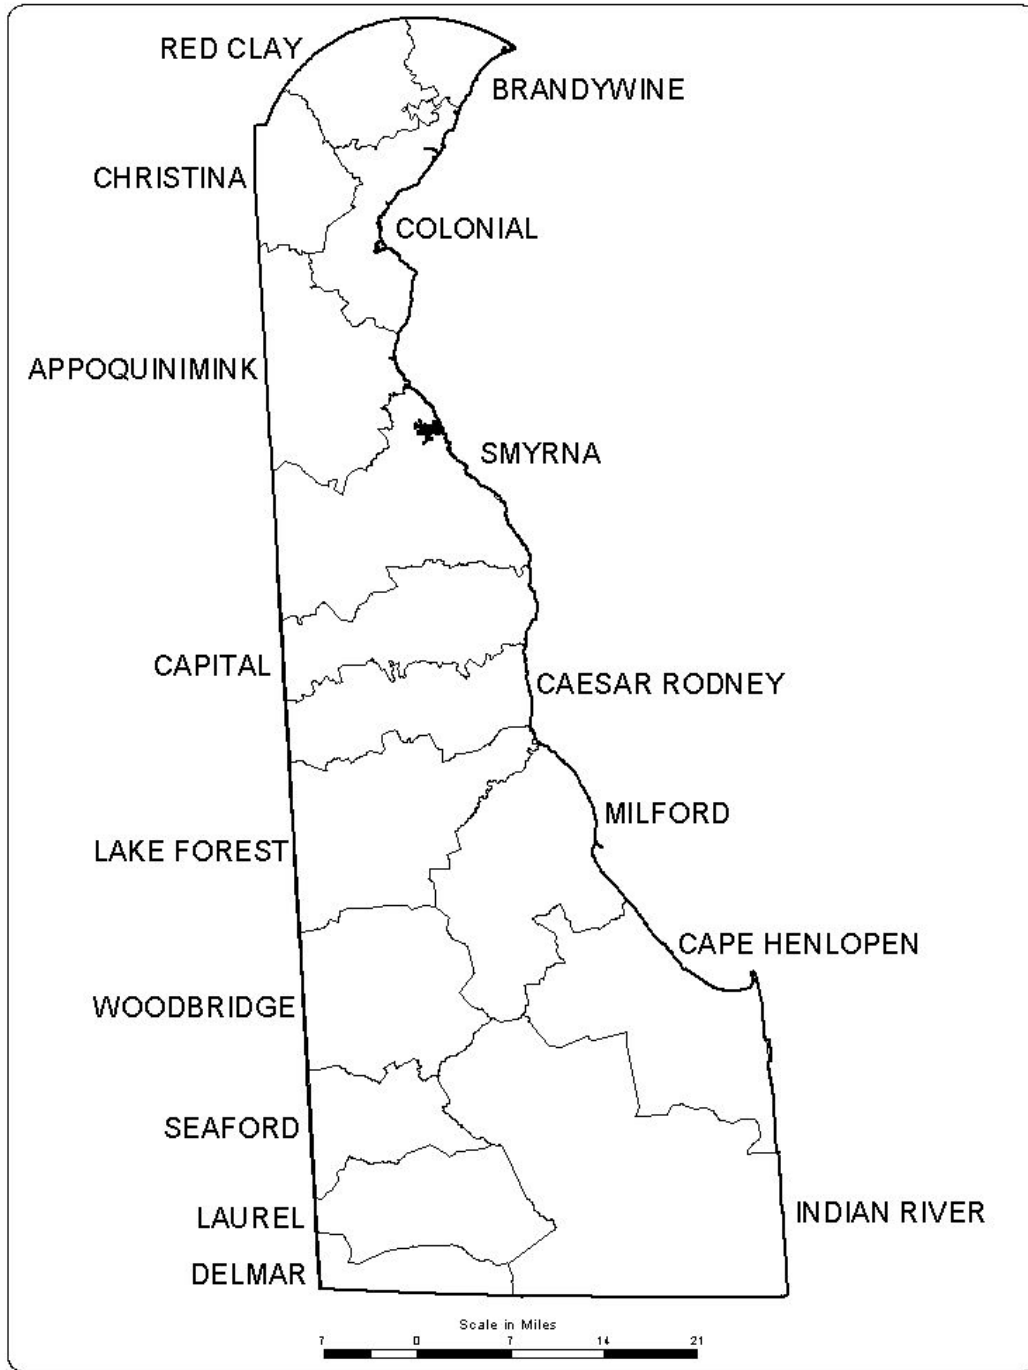 RED CLAY
BRANDYWINE
CHRISTINA
COLONIAL
APPOQUINIMINK
SMYRNA
CAPITAL
CAESAR RODNEY
MILFORD
LAKE FOREST
CAPE HENLOPEN
WOODBRIDGE
SEAFORD
LAUREL
INDIAN RIVER
DELMAR
Scale in Miles
7 0 7 14 21